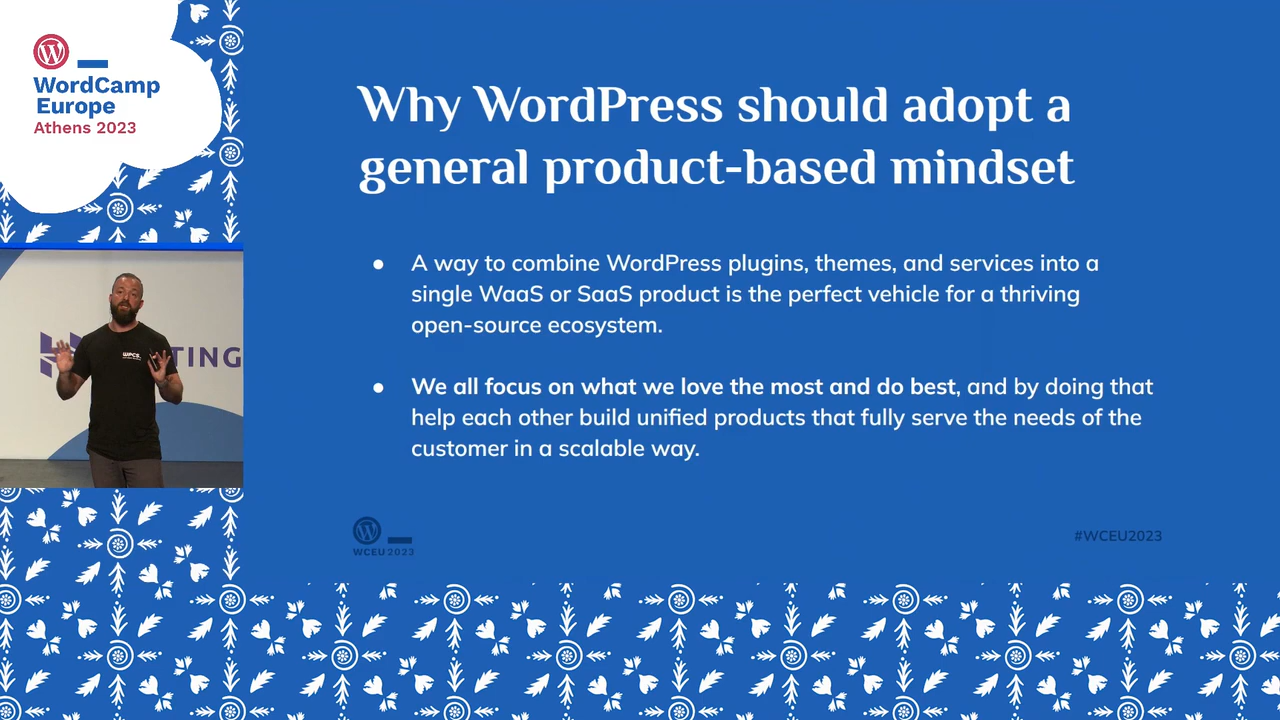 WordCamp
Europe
Athens 2023
Why WordPress should adopt a
general product-based mindset
● A way to combine WordPress plugins, themes, and services into a
single WaaS or SaaS product is the perfect vehicle for a thriving
open-source ecosystem.
● We all focus on what we love the most and do best, and by doing that
help each other build unified products that fully serve the needs of the
customer in a scalable way.
WPCS
TING
WCEU 2023
#WCEU2023